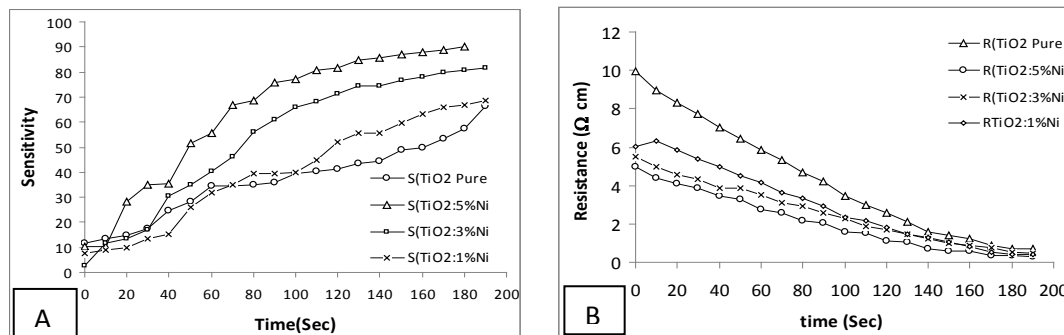 100
90
80
70
60
50
40
30
20
10
0
Sensitivity
S(TiO2 Pure
S(TiO2:5%Ni
S(TiO2:3%Ni
S(TiO2:1%Ni
0 20 40 60 80 100 120 140 160 180 200
Time(Sec)
A
12
10
8
6
4
2
0
Resistance (Ω cm)
R(TiO2 Pure
R(TiO2:5%Ni
R(TiO2:3%Ni
RTiO2:1%Ni
0 20 40 60 80 100 120 140 160 180 200
time (Sec)
B